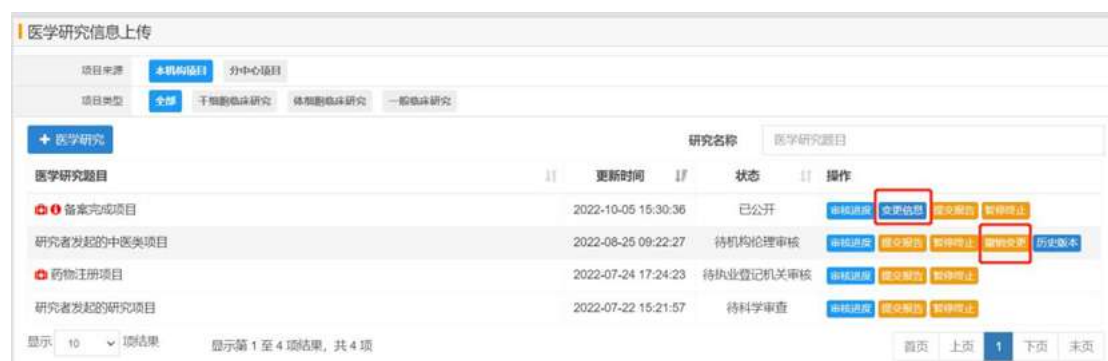 医学研究信息上传
项目来源 本机构项目 分中心项目
项目类型 全部 干细胞临床研究 体细胞临床研究 一般临床研究
+ 医学研究 研究名称 医学研究题目
医学研究题目 更新时间 状态 操作
备案完成项目 2022-10-05 15:30:36 已公开 审核进度 变更信息 提交报告 暂停终止
研究者发起的中医类项目 2022-08-25 09:22:27 待机构伦理审核 审核进度 提交报告 暂停终止 撤销变更 历史版本
药物注册项目 2022-07-24 17:24:23 待执业登记机关审核 审核进度 提交报告 暂停终止
研究者发起的研究项目 2022-07-22 15:21:57 待科学审查 审核进度 提交报告 暂停终止
显示 10 项结果 显示第 1 至 4 项结果，共 4 项 首页 上页 1 下页 末页